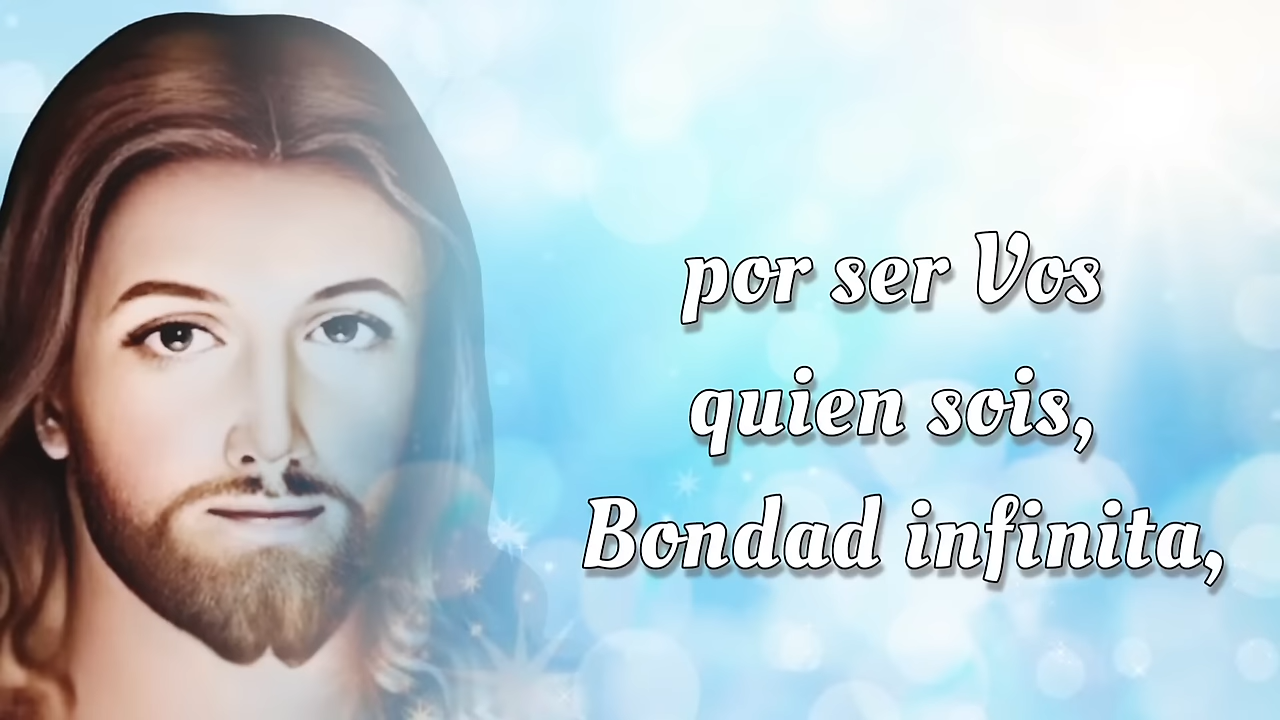 por ser Vos
quien sois,
Bondad infinita,